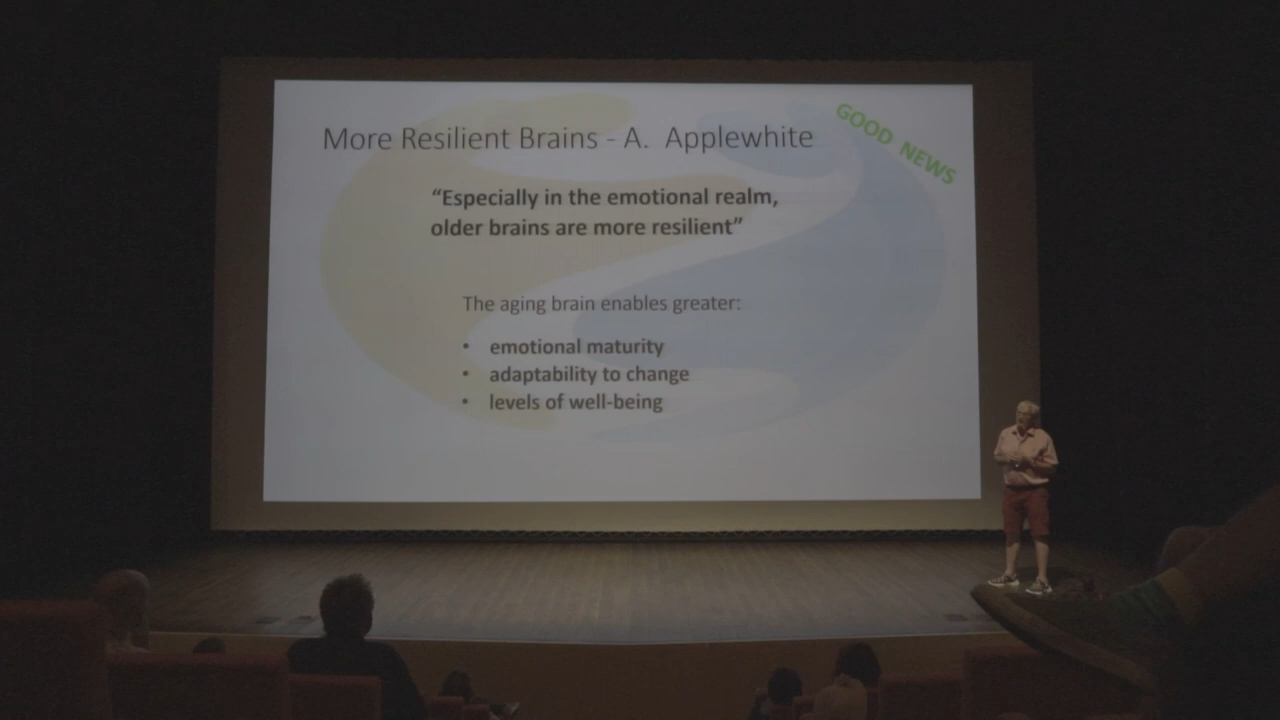 More Resilient Brains - A. Applewhite
GOOD NEWS
“Especially in the emotional realm,
older brains are more resilient”
The aging brain enables greater:
• emotional maturity
• adaptability to change
• levels of well-being